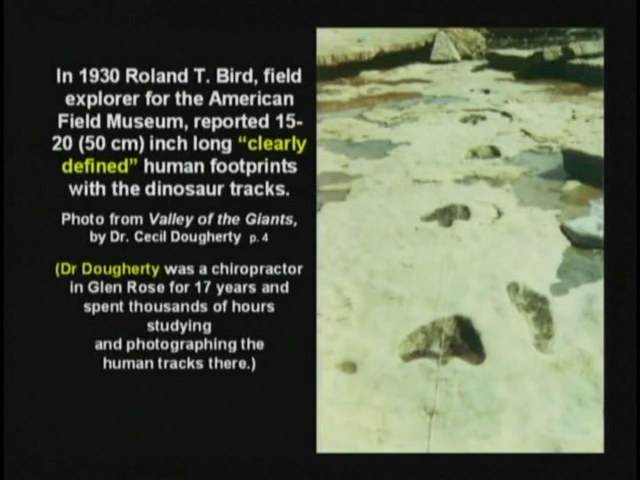 In 1930 Roland T. Bird, field
explorer for the American
Field Museum, reported 15-
20 (50 cm) inch long “clearly
defined” human footprints
with the dinosaur tracks.
Photo from Valley of the Giants,
by Dr. Cecil Dougherty p. 4
(Dr Dougherty was a chiropractor
in Glen Rose for 17 years and
spent thousands of hours
studying
and photographing the
human tracks there.)